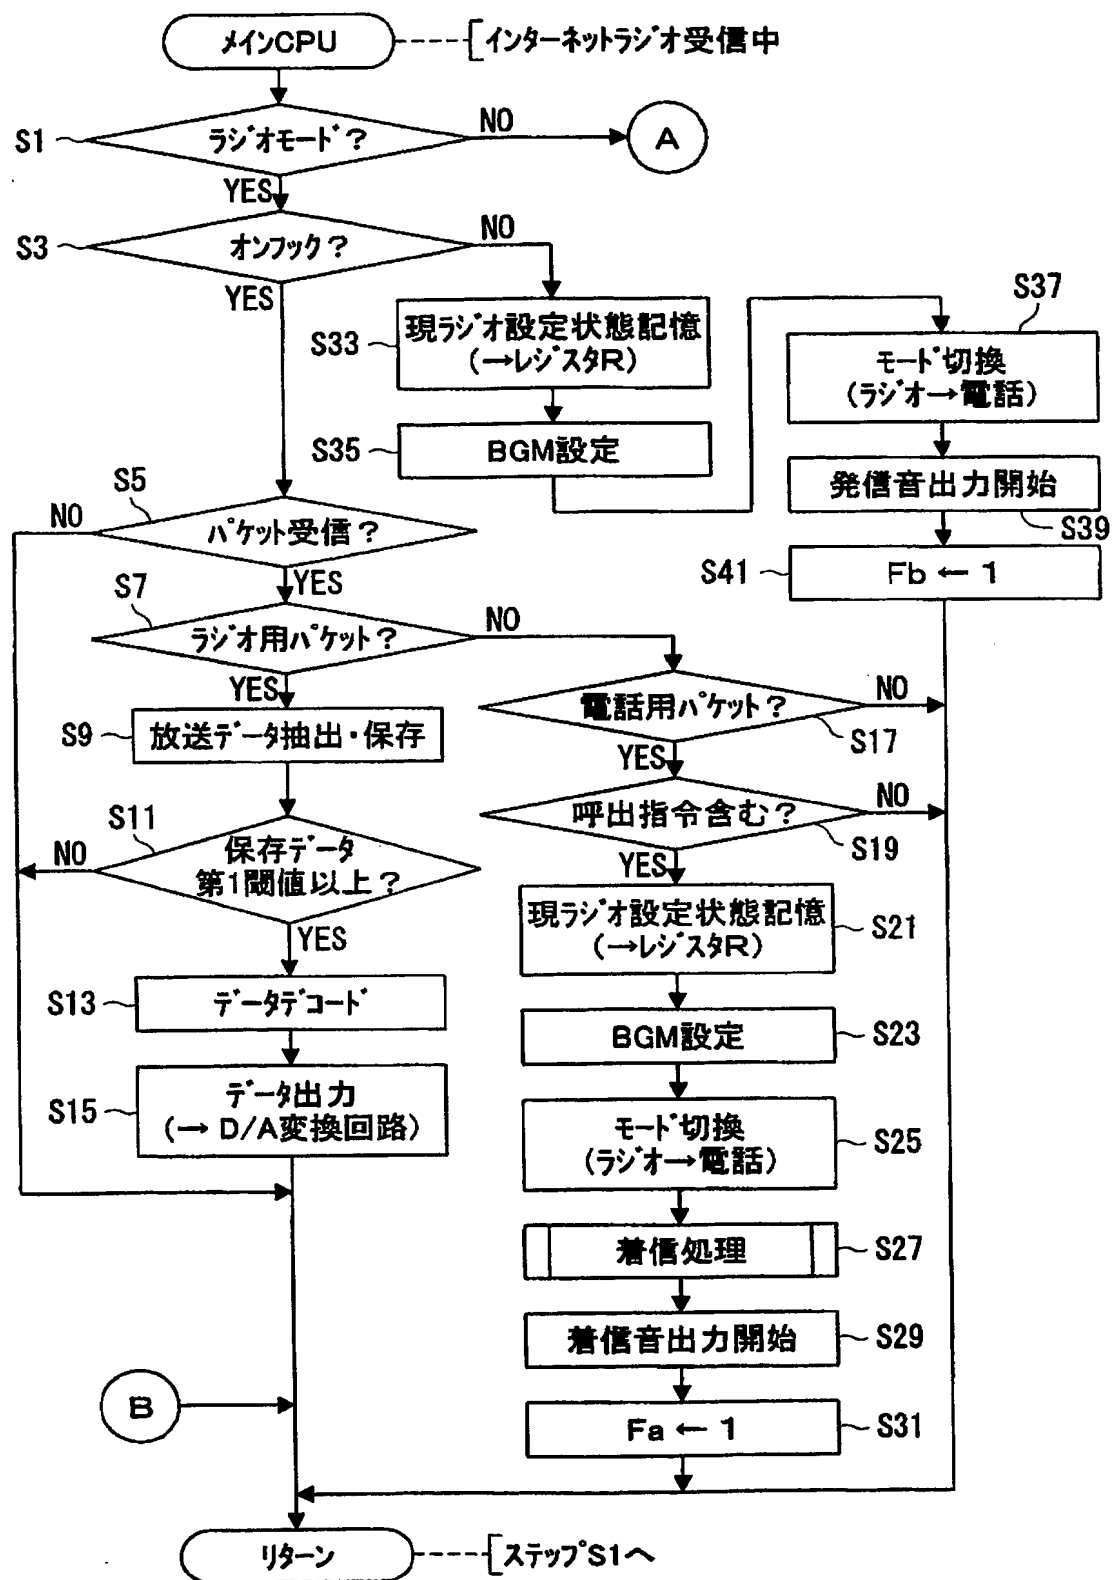 メインCPU
インターネットラジオ受信中
S1
ラジオモード?
NO
A
YES
S3
オンフック?
NO
YES
S33
現ラジオ設定状態記憶
(→レジスタR)
S35
BGM設定
S37
モード切換
(ラジオ→電話)
発信音出力開始
S39
S41
Fb ← 1
S5
NO
パケット受信?
YES
S7
ラジオ用パケット?
NO
YES
S9
放送データ抽出・保存
電話用パケット?
NO
S17
YES
呼出指令含む?
NO
S19
YES
S11
NO
保存データ
第1閾値以上?
YES
S13
データデコード
S15
データ出力
(→ D/A変換回路)
現ラジオ設定状態記憶
(→レジスタR)
S21
BGM設定
S23
モード切換
(ラジオ→電話)
S25
着信処理
S27
着信音出力開始
S29
B
Fa ← 1
S31
リターン
ステップS1へ